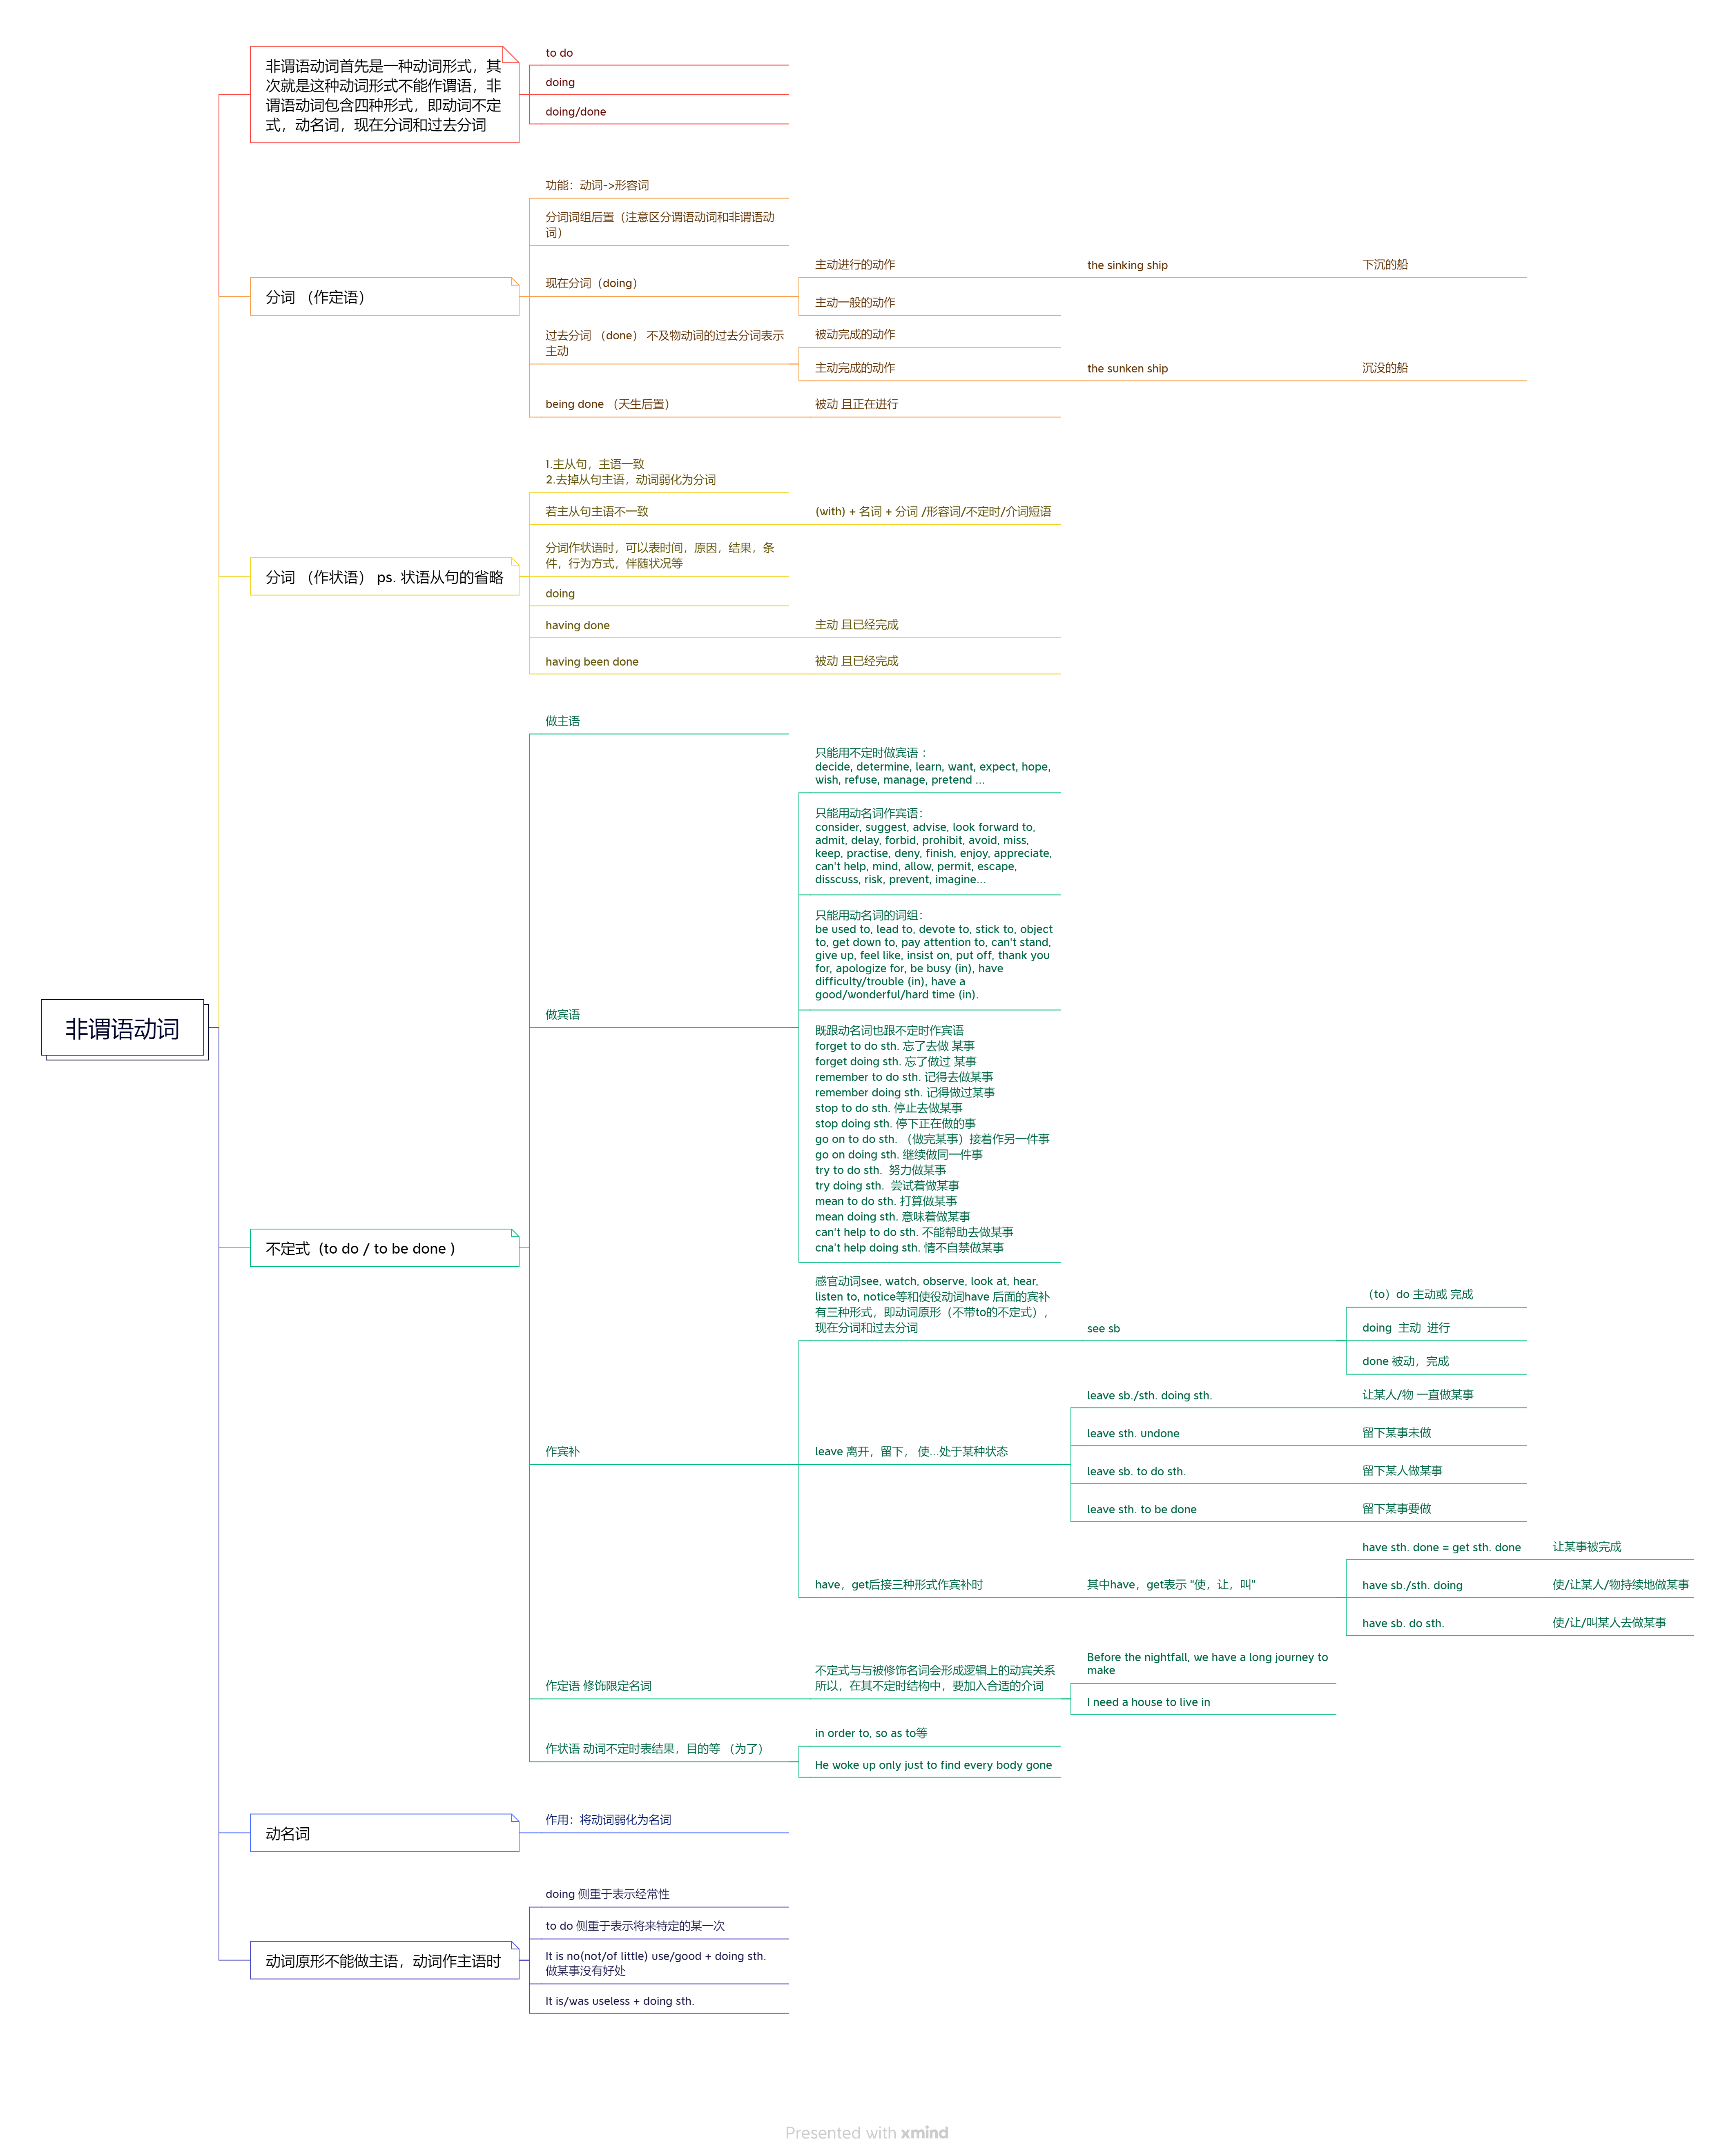 非谓语动词
非谓语动词首先是一种动词形式，其
次就是这种动词形式不能作谓语，非
谓语动词包含四种形式，即动词不定
式，动名词，现在分词和过去分词
to do
doing
doing/done
分词 （作定语）
功能：动词->形容词
分词词组后置（注意区分谓语动词和非谓语动
词）
现在分词（doing）
主动进行的动作
the sinking ship
下沉的船
主动一般的动作
过去分词 （done） 不及物动词的过去分词表示
主动
被动完成的动作
主动完成的动作
the sunken ship
沉没的船
being done （天生后置）
被动 且正在进行
分词 （作状语） ps. 状语从句的省略
1.主从句，主语一致
2.去掉从句主语，动词弱化为分词
若主从句主语不一致
(with) + 名词 + 分词 /形容词/不定时/介词短语
分词作状语时，可以表时间，原因，结果，条
件，行为方式，伴随状况等
doing
having done
主动 且已经完成
having been done
被动 且已经完成
不定式 (to do / to be done )
做主语
做宾语
只能用不定时做宾语 ：
decide, determine, learn, want, expect, hope,
wish, refuse, manage, pretend ...
只能用动名词作宾语：
consider, suggest, advise, look forward to,
admit, delay, forbid, prohibit, avoid, miss,
keep, practise, deny, finish, enjoy, appreciate,
can't help, mind, allow, permit, escape,
disscuss, risk, prevent, imagine...
只能用动名词的词组：
be used to, lead to, devote to, stick to, object
to, get down to, pay attention to, can't stand,
give up, feel like, insist on, put off, thank you
for, apologize for, be busy (in), have
difficulty/trouble (in), have a
good/wonderful/hard time (in).
既跟动名词也跟不定时作宾语
forget to do sth. 忘了去做 某事
forget doing sth. 忘了做过 某事
remember to do sth. 记得去做某事
remember doing sth. 记得做过某事
stop to do sth. 停止去做某事
stop doing sth. 停下正在做的事
go on to do sth. （做完某事）接着作另一件事
go on doing sth. 继续做同一件事
try to do sth. 努力做某事
try doing sth. 尝试着做某事
mean to do sth. 打算做某事
mean doing sth. 意味着做某事
can't help to do sth. 不能帮助去做某事
cna't help doing sth. 情不自禁做某事
作宾补
感官动词see, watch, observe, look at, hear,
listen to, notice等和使役动词have 后面的宾补
有三种形式，即动词原形（不带to的不定式），
现在分词和过去分词
see sb
（to）do 主动或 完成
doing 主动 进行
done 被动，完成
leave 离开，留下， 使...处于某种状态
leave sb./sth. doing sth.
让某人/物 一直做某事
leave sth. undone
留下某事未做
leave sb. to do sth.
留下某人做某事
leave sth. to be done
留下某事要做
have，get后接三种形式作宾补时
其中have，get表示 "使，让，叫"
have sth. done = get sth. done
让某事被完成
have sb./sth. doing
使/让某人/物持续地做某事
have sb. do sth.
使/让/叫某人去做某事
作定语 修饰限定名词
不定式与与被修饰名词会形成逻辑上的动宾关系
所以，在其不定时结构中，要加入合适的介词
Before the nightfall, we have a long journey to
make
I need a house to live in
作状语 动词不定时表结果，目的等 （为了）
in order to, so as to等
He woke up only just to find every body gone
动名词
作用：将动词弱化为名词
动词原形不能做主语，动词作主语时
doing 侧重于表示经常性
to do 侧重于表示将来特定的某一次
It is no(not/of little) use/good + doing sth.
做某事没有好处
It is/was useless + doing sth.
Presented with xmind